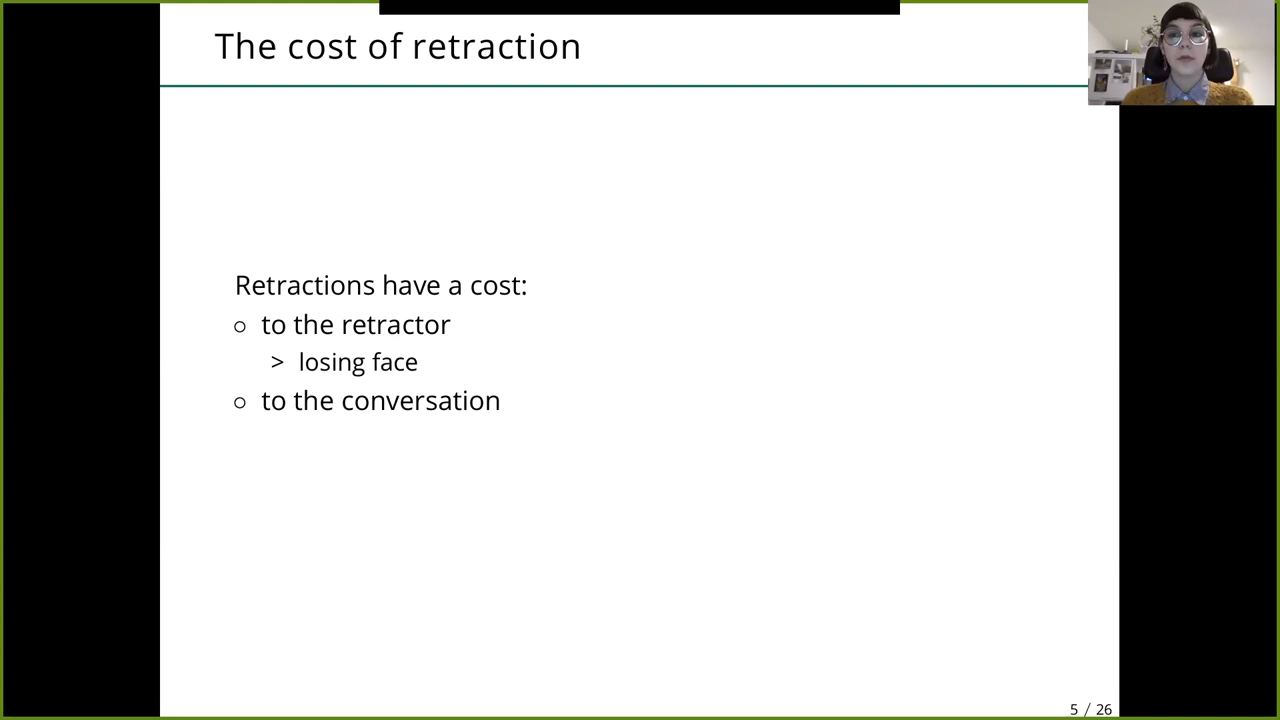 The cost of retraction
Retractions have a cost:
○ to the retractor
> losing face
○ to the conversation
5 / 26